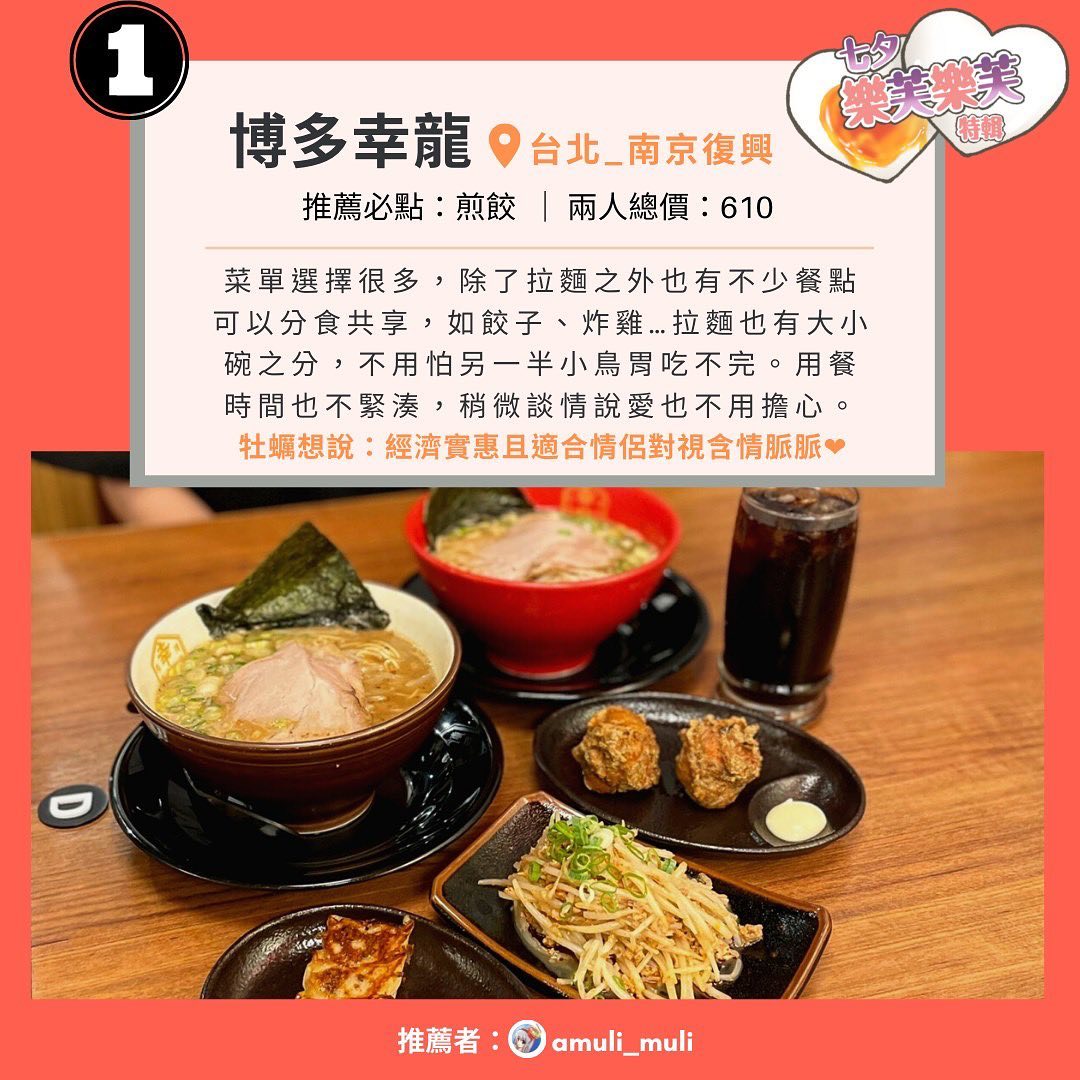 1
七夕
樂芙樂芙
特輯
博多幸龍 台北_南京復興
推薦必點：煎餃 ｜ 兩人總價：610
菜單選擇很多，除了拉麵之外也有不少餐點
可以分食共享，如餃子、炸雞…拉麵也有大小
碗之分，不用怕另一半小鳥胃吃不完。用餐
時間也不緊湊，稍微談情說愛也不用擔心。
牡蠣想說：經濟實惠且適合情侶對視含情脈脈❤
幸
D
推薦者： amuli_muli